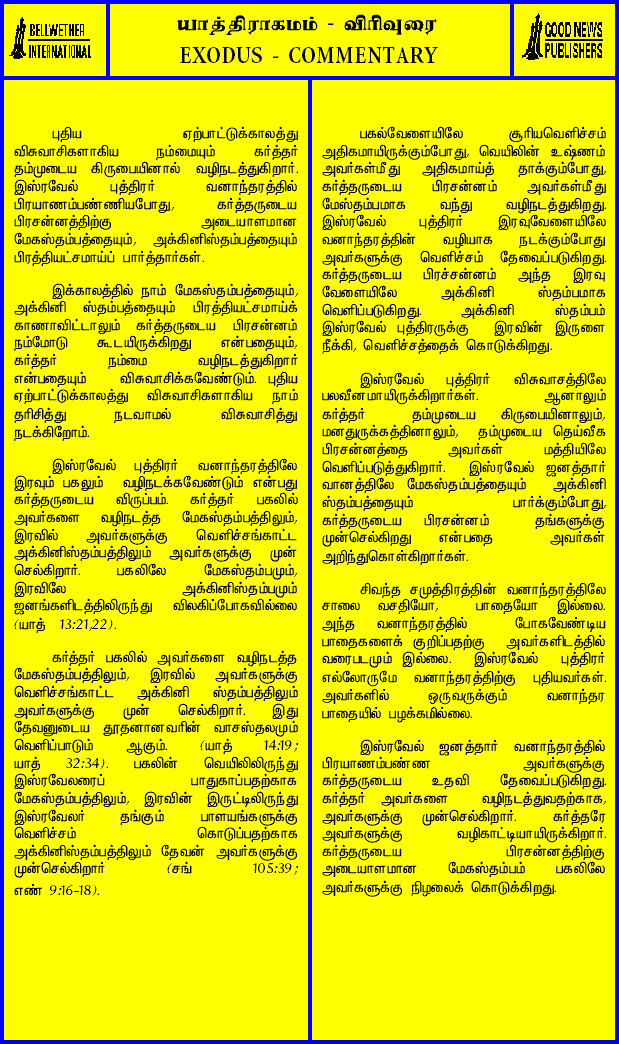 BELLWETHER
INTERNATIONAL
யாத்திராகமம் - விரிவுரை
EXODUS - COMMENTARY
GOOD NEWS
PUBLISHERS
புதிய ஏற்பாட்டுக்காலத்து
விசுவாசிகளாகிய நம்மையும் கர்த்தர்
தம்முடைய கிருபையினால் வழிநடத்துகிறார்.
இஸ்ரவேல் புத்திரர் வனாந்தரத்தில்
பிரயாணம்பண்ணியபோது, கர்த்தருடைய
பிரசன்னத்திற்கு அடையாளமான
மேகஸ்தம்பத்தையும், அக்கினிஸ்தம்பத்தையும்
பிரத்தியட்சமாய்ப் பார்த்தார்கள்.
இக்காலத்தில் நாம் மேகஸ்தம்பத்தையும்,
அக்கினி ஸ்தம்பத்தையும் பிரத்தியட்சமாய்க்
காணாவிட்டாலும் கர்த்தருடைய பிரசன்னம்
நம்மோடு கூடயிருக்கிறது என்பதையும்,
கர்த்தர் நம்மை வழிநடத்துகிறார்
என்பதையும் விசுவாசிக்கவேண்டும். புதிய
ஏற்பாட்டுக்காலத்து விசுவாசிகளாகிய நாம்
தரிசித்து நடவாமல் விசுவாசித்து
நடக்கிறோம்.
இஸ்ரவேல் புத்திரர் வனாந்தரத்திலே
இரவும் பகலும் வழிநடக்கவேண்டும் என்பது
கர்த்தருடைய விருப்பம். கர்த்தர் பகலில்
அவர்களை வழிநடத்த மேகஸ்தம்பத்திலும்,
இரவில் அவர்களுக்கு வெளிச்சங்காட்ட
அக்கினிஸ்தம்பத்திலும் அவர்களுக்கு முன்
செல்கிறார். பகலிலே மேகஸ்தம்பமும்,
இரவிலே அக்கினிஸ்தம்பமும்
ஜனங்களிடத்திலிருந்து விலகிப்போகவில்லை
(யாத் 13:21,22).
கர்த்தர் பகலில் அவர்களை வழிநடத்த
மேகஸ்தம்பத்திலும், இரவில் அவர்களுக்கு
வெளிச்சங்காட்ட அக்கினி ஸ்தம்பத்திலும்
அவர்களுக்கு முன் செல்கிறார். இது
தேவனுடைய தூதனானவரின் வாசஸ்தலமும்
வெளிப்பாடும் ஆகும். (யாத் 14:19;
யாத் 32:34). பகலின் வெயிலிலிருந்து
இஸ்ரவேலரைப் பாதுகாப்பதற்காக
மேகஸ்தம்பத்திலும், இரவின் இருட்டிலிருந்து
இஸ்ரவேலர் தங்கும் பாளயங்களுக்கு
வெளிச்சம் கொடுப்பதற்காக
அக்கினிஸ்தம்பத்திலும் தேவன் அவர்களுக்கு
முன்செல்கிறார் (சங் 105:39;
எண் 9:16-18).
பகல்வேளையிலே சூரியவெளிச்சம்
அதிகமாயிருக்கும்போது, வெயிலின் உஷ்ணம்
அவர்கள்மீது அதிகமாய்த் தாக்கும்போது,
கர்த்தருடைய பிரசன்னம் அவர்கள்மீது
மேஸ்தம்பமாக வந்து வழிநடத்துகிறது.
இஸ்ரவேல் புத்திரர் இரவுவேளையிலே
வனாந்தரத்தின் வழியாக நடக்கும்போது
அவர்களுக்கு வெளிச்சம் தேவைப்படுகிறது.
கர்த்தருடைய பிரச்சன்னம் அந்த இரவு
வேளையிலே அக்கினி ஸ்தம்பமாக
வெளிப்படுகிறது. அக்கினி ஸ்தம்பம்
இஸ்ரவேல் புத்திரருக்கு இரவின் இருளை
நீக்கி, வெளிச்சத்தைக் கொடுக்கிறது.
இஸ்ரவேல் புத்திரர் விசுவாசத்திலே
பலவீனமாயிருக்கிறார்கள். ஆனாலும்
கர்த்தர் தம்முடைய கிருபையினாலும்,
மனதுருக்கத்தினாலும், தம்முடைய தெய்வீக
பிரசன்னத்தை அவர்கள் மத்தியிலே
வெளிப்படுத்துகிறார். இஸ்ரவேல் ஜனத்தார்
வானத்திலே மேகஸ்தம்பத்தையும் அக்கினி
ஸ்தம்பத்தையும் பார்க்கும்போது,
கர்த்தருடைய பிரசன்னம் தங்களுக்கு
முன்செல்கிறது என்பதை அவர்கள்
அறிந்துகொள்கிறார்கள்.
சிவந்த சமுத்திரத்தின் வனாந்தரத்திலே
சாலை வசதியோ, பாதையோ இல்லை.
அந்த வனாந்தரத்தில் போகவேண்டிய
பாதைகளைக் குறிப்பதற்கு அவர்களிடத்தில்
வரைபடமும் இல்லை. இஸ்ரவேல் புத்திரர்
எல்லோருமே வனாந்தரத்திற்கு புதியவர்கள்.
அவர்களில் ஒருவருக்கும் வனாந்தர
பாதையில் பழக்கமில்லை.
இஸ்ரவேல் ஜனத்தார் வனாந்தரத்தில்
பிரயாணம்பண்ண அவர்களுக்கு
கர்த்தருடைய உதவி தேவைப்படுகிறது.
கர்த்தர் அவர்களை வழிநடத்துவதற்காக,
அவர்களுக்கு முன்செல்கிறார். கர்த்தரே
அவர்களுக்கு வழிகாட்டியாயிருக்கிறார்.
கர்த்தருடைய பிரசன்னத்திற்கு
அடையாளமான மேகஸ்தம்பம் பகலிலே
அவர்களுக்கு நிழலைக் கொடுக்கிறது.